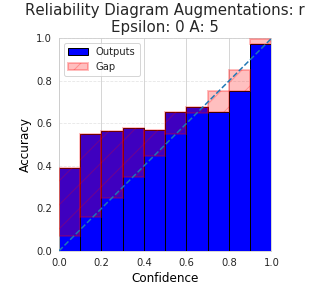 Reliability Diagram Augmentations: r
Epsilon: 0 A: 5
Outputs
Gap
Accuracy
1.0
0.8
0.6
0.4
0.2
0.0
0.0 0.2 0.4 0.6 0.8 1.0
Confidence